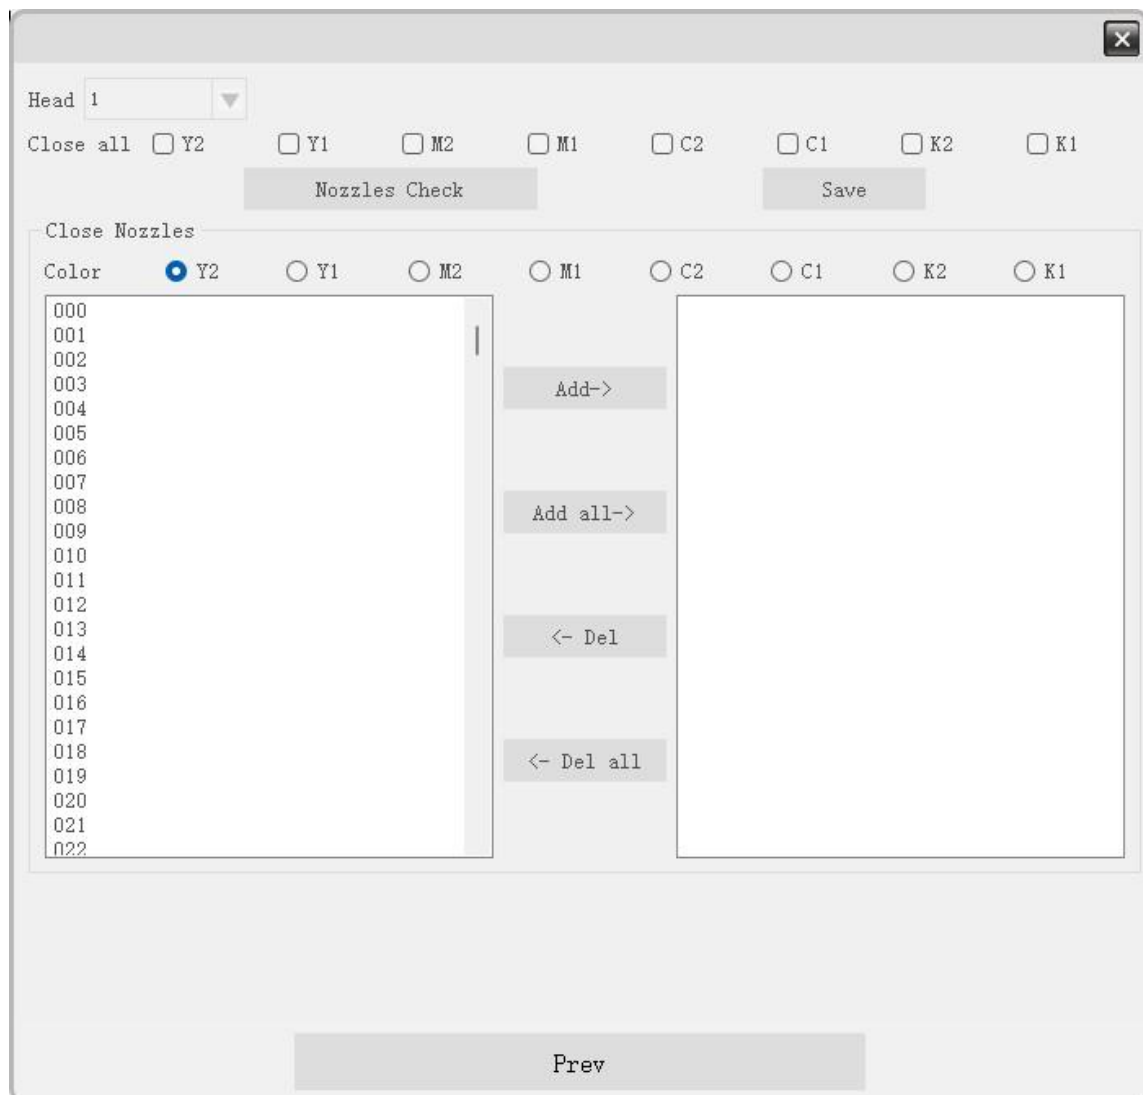 Head 1
Close all Y2 Y1 M2 M1 C2 C1 K2 K1
Nozzles Check Save
Close Nozzles
Color Y2 Y1 M2 M1 C2 C1 K2 K1
000
001
002
003
Add->
004
005
006
007
008
Add all->
009
010
011
012
013
<- Del
014
015
016
017
018
<- Del all
019
020
021
022
Prev